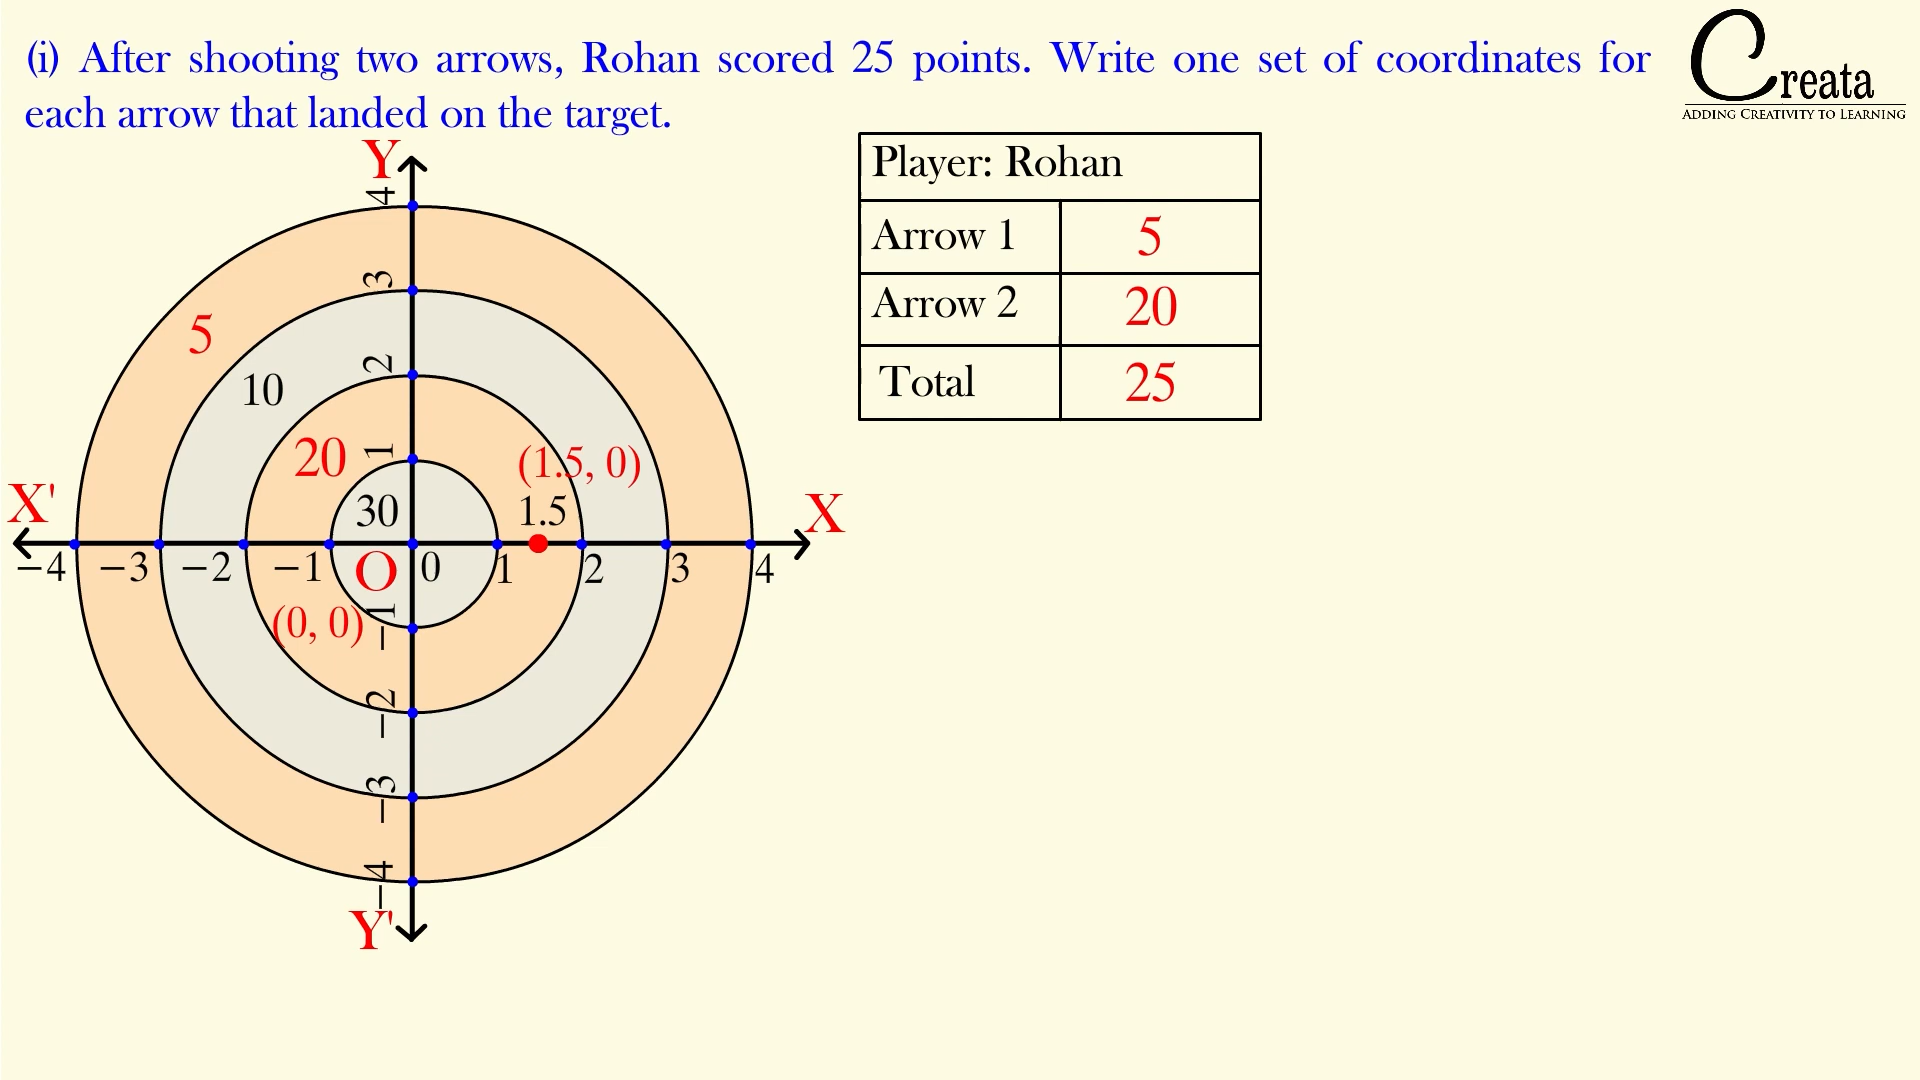 (i) After shooting two arrows, Rohan scored 25 points. Write one set of coordinates for
each arrow that landed on the target.
Creata
ADDING CREATIVITY TO LEARNING
Player: Rohan
Arrow 1 5
Arrow 2 20
Total 25
Y
4
3
5
2
10
1
20
(1.5, 0)
30
1.5
X'
X
−4 −3 −2 −1 O 0 1 2 3 4
(0, 0)
−1
−2
−3
−4
Y'